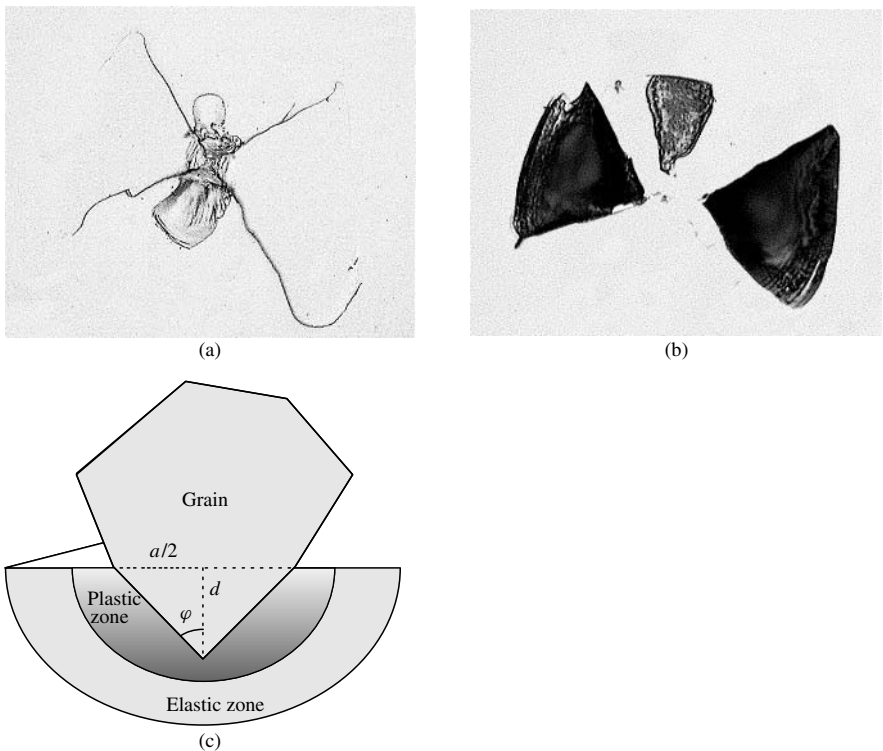 (a)
(b)
Grain
a/2
d
Plastic
zone
φ
Elastic zone
(c)